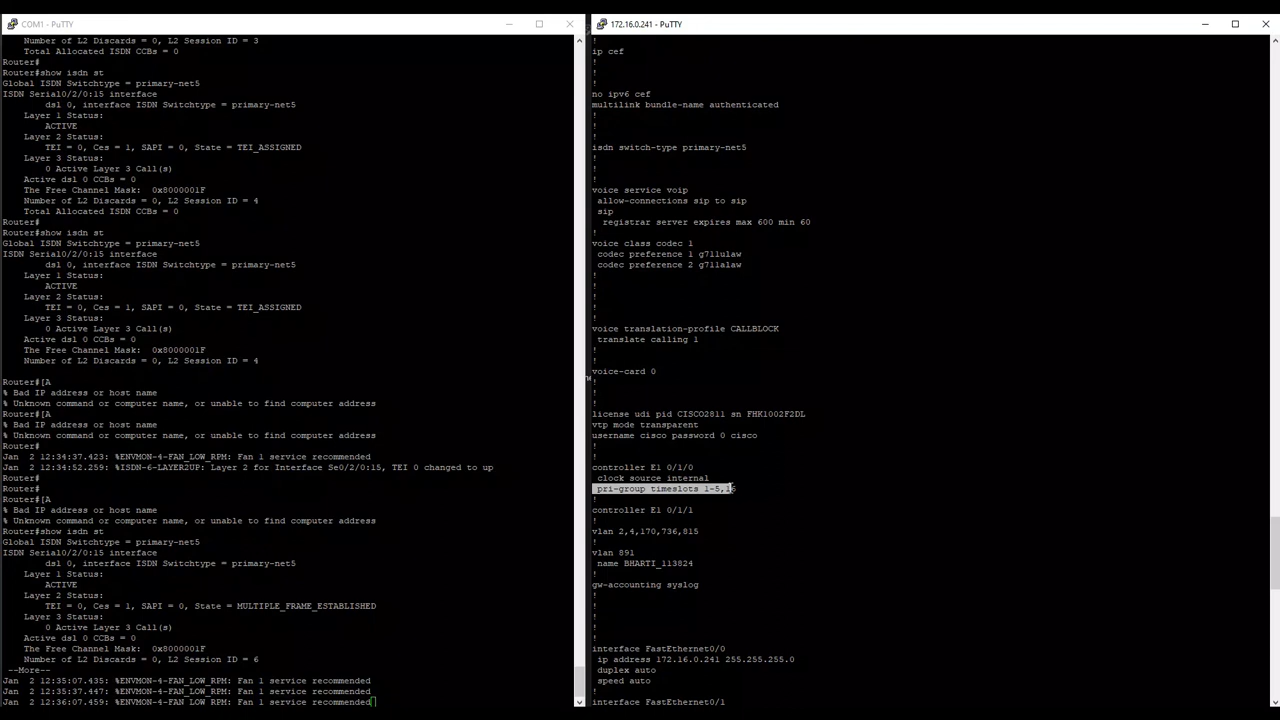 COM1 - PuTTY
Number of L2 Discards = 0, L2 Session ID = 3
Total Allocated ISDN CCBs = 0
Router#
Router#show isdn st
Global ISDN Switchtype = primary-net5
ISDN Serial0/2/0:15 interface
dsl 0, interface ISDN Switchtype = primary-net5
Layer 1 Status:
ACTIVE
Layer 2 Status:
TEI = 0, Ces = 1, SAPI = 0, State = TEI_ASSIGNED
Layer 3 Status:
0 Active Layer 3 Call(s)
Active dsl 0 CCBs = 0
The Free Channel Mask:  0x8000001F
Number of L2 Discards = 0, L2 Session ID = 4
Total Allocated ISDN CCBs = 0
Router#
Router#show isdn st
Global ISDN Switchtype = primary-net5
ISDN Serial0/2/0:15 interface
dsl 0, interface ISDN Switchtype = primary-net5
Layer 1 Status:
ACTIVE
Layer 2 Status:
TEI = 0, Ces = 1, SAPI = 0, State = TEI_ASSIGNED
Layer 3 Status:
0 Active Layer 3 Call(s)
Active dsl 0 CCBs = 0
The Free Channel Mask:  0x8000001F
Number of L2 Discards = 0, L2 Session ID = 4
Router#[A
% Bad IP address or host name
% Unknown command or computer name, or unable to find computer address
Router#[A
% Bad IP address or host name
% Unknown command or computer name, or unable to find computer address
Router#
Jan  2 12:34:37.423: %ENVMON-4-FAN_LOW_RPM: Fan 1 service recommended
Jan  2 12:34:52.259: %ISDN-6-LAYER2UP: Layer 2 for Interface Se0/2/0:15, TEI 0 changed to up
Router#
Router#
Router#[A
% Bad IP address or host name
% Unknown command or computer name, or unable to find computer address
Router#show isdn st
Global ISDN Switchtype = primary-net5
ISDN Serial0/2/0:15 interface
dsl 0, interface ISDN Switchtype = primary-net5
Layer 1 Status:
ACTIVE
Layer 2 Status:
TEI = 0, Ces = 1, SAPI = 0, State = MULTIPLE_FRAME_ESTABLISHED
Layer 3 Status:
0 Active Layer 3 Call(s)
Active dsl 0 CCBs = 0
The Free Channel Mask:  0x8000001F
Number of L2 Discards = 0, L2 Session ID = 6
--More--
Jan  2 12:35:07.435: %ENVMON-4-FAN_LOW_RPM: Fan 1 service recommended
Jan  2 12:35:37.447: %ENVMON-4-FAN_LOW_RPM: Fan 1 service recommended
Jan  2 12:36:07.459: %ENVMON-4-FAN_LOW_RPM: Fan 1 service recommended
172.16.0.241 - PuTTY
!
ip cef
!
!
!
no ipv6 cef
multilink bundle-name authenticated
!
!
!
isdn switch-type primary-net5
!
!
!
voice service voip
allow-connections sip to sip
sip
registrar server expires max 600 min 60
!
voice class codec 1
codec preference 1 g711ulaw
codec preference 2 g711alaw
!
!
!
!
!
voice translation-profile CALLBLOCK
translate calling 1
!
!
voice-card 0
!
!
!
license udi pid CISCO2811 sn FHK1002F2DL
vtp mode transparent
username cisco password 0 cisco
!
!
controller E1 0/1/0
clock source internal
pri-group timeslots 1-5,16
!
controller E1 0/1/1
!
vlan 2,4,170,736,815
!
vlan 891
name BHARTI_113824
!
gw-accounting syslog
!
!
!
!
!
interface FastEthernet0/0
ip address 172.16.0.241 255.255.255.0
duplex auto
speed auto
!
interface FastEthernet0/1